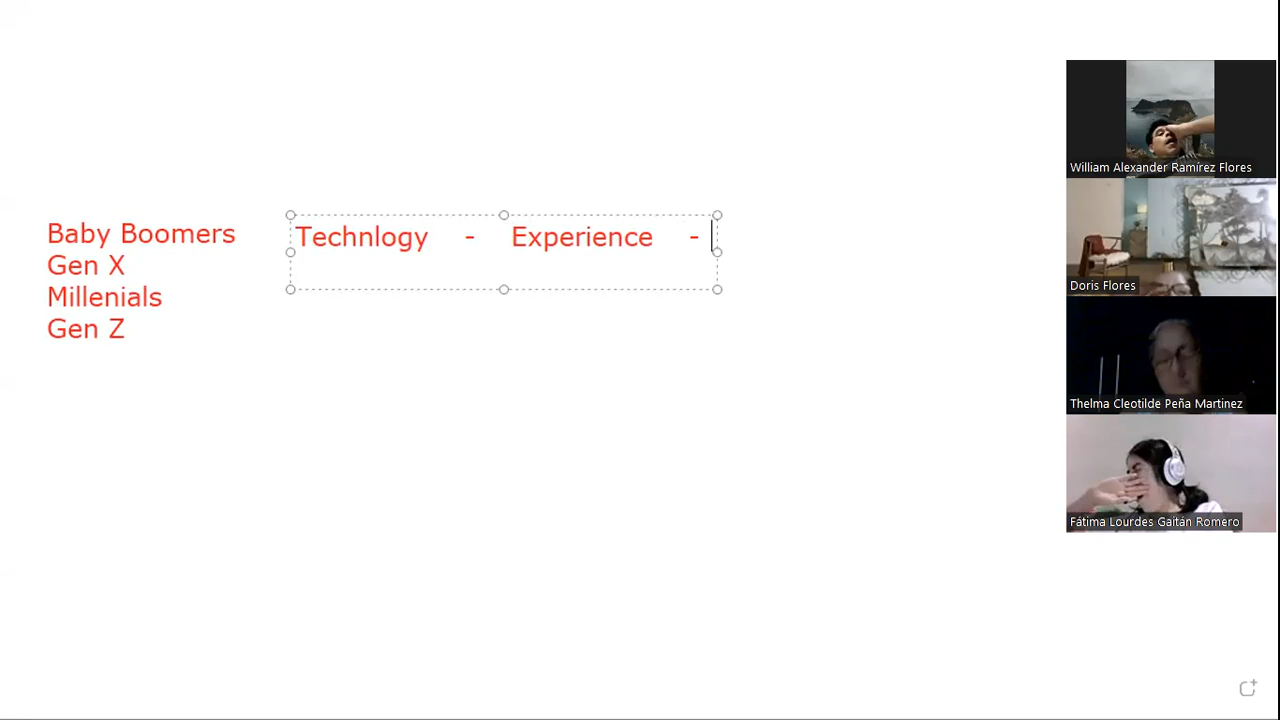 Baby Boomers
Gen X
Millenials
Gen Z
Technlogy - Experience -
William Alexander Ramírez Flores
Doris Flores
Thelma Cleotilde Peña Martinez
Fátima Lourdes Gaitán Romero